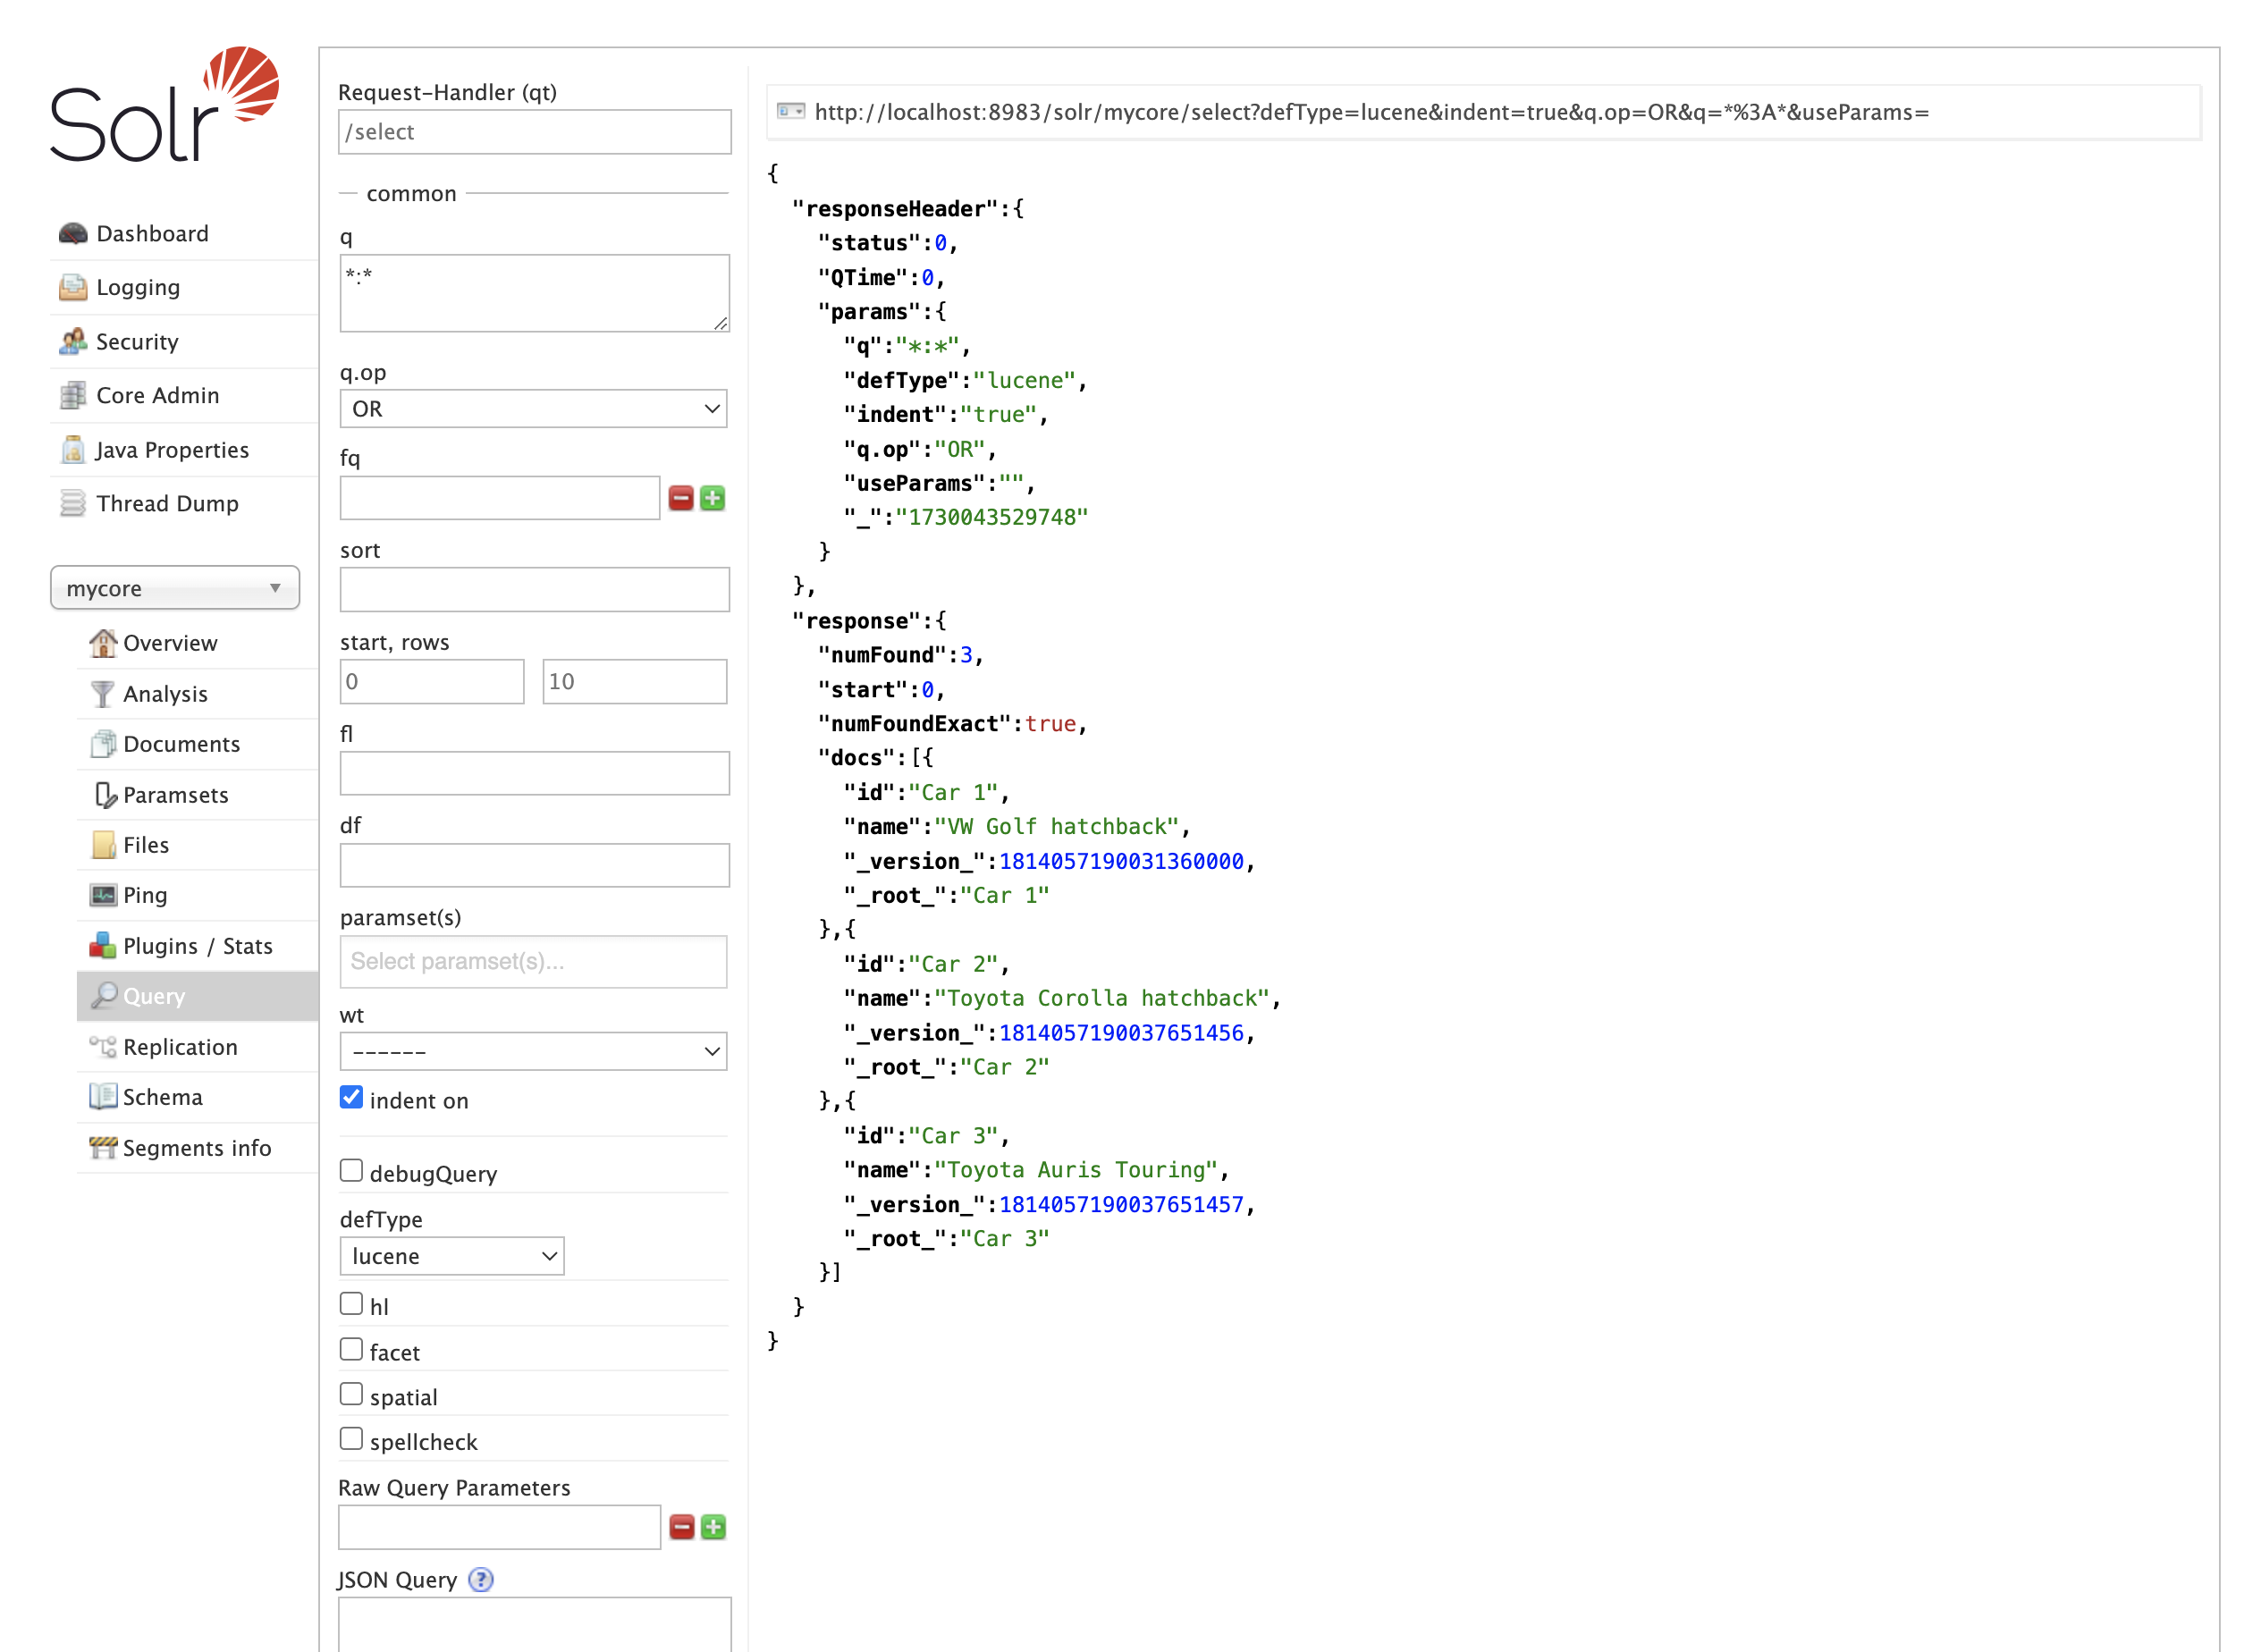 Solr
Dashboard
Logging
Security
Core Admin
Java Properties
Thread Dump
mycore
Overview
Analysis
Documents
Paramsets
Files
Ping
Plugins / Stats
Query
Replication
Schema
Segments info
Request-Handler (qt)
/select
common
q
*:*
q.op
OR
fq
sort
start, rows
0 10
fl
df
paramset(s)
Select paramset(s)...
wt
------
indent on
debugQuery
defType
lucene
hl
facet
spatial
spellcheck
Raw Query Parameters
JSON Query ?
http://localhost:8983/solr/mycore/select?defType=lucene&indent=true&q.op=OR&q=*%3A*&useParams=
{
  "responseHeader":{
    "status":0,
    "QTime":0,
    "params":{
      "q":"*:*",
      "defType":"lucene",
      "indent":"true",
      "q.op":"OR",
      "useParams":"",
      "_":"1730043529748"
    }
  },
  "response":{
    "numFound":3,
    "start":0,
    "numFoundExact":true,
    "docs":[{
      "id":"Car 1",
      "name":"VW Golf hatchback",
      "_version_":1814057190031360000,
      "_root_":"Car 1"
    },{
      "id":"Car 2",
      "name":"Toyota Corolla hatchback",
      "_version_":1814057190037651456,
      "_root_":"Car 2"
    },{
      "id":"Car 3",
      "name":"Toyota Auris Touring",
      "_version_":1814057190037651457,
      "_root_":"Car 3"
    }]
  }
}